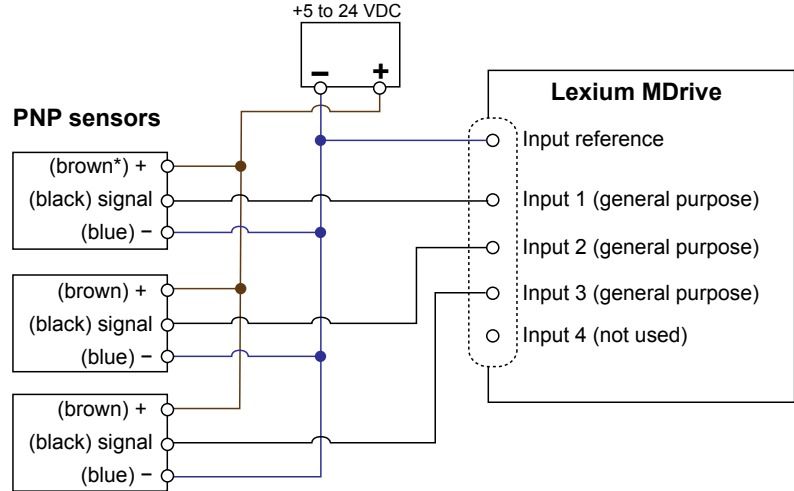 +5 to 24 VDC
− +
PNP sensors
(brown*) +
(black) signal
(blue) −
(brown) +
(black) signal
(blue) −
(brown) +
(black) signal
(blue) −
Lexium MDrive
Input reference
Input 1 (general purpose)
Input 2 (general purpose)
Input 3 (general purpose)
Input 4 (not used)